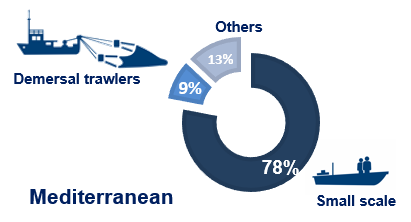 Others
13%
Demersal trawlers
9%
78%
Mediterranean
Small scale